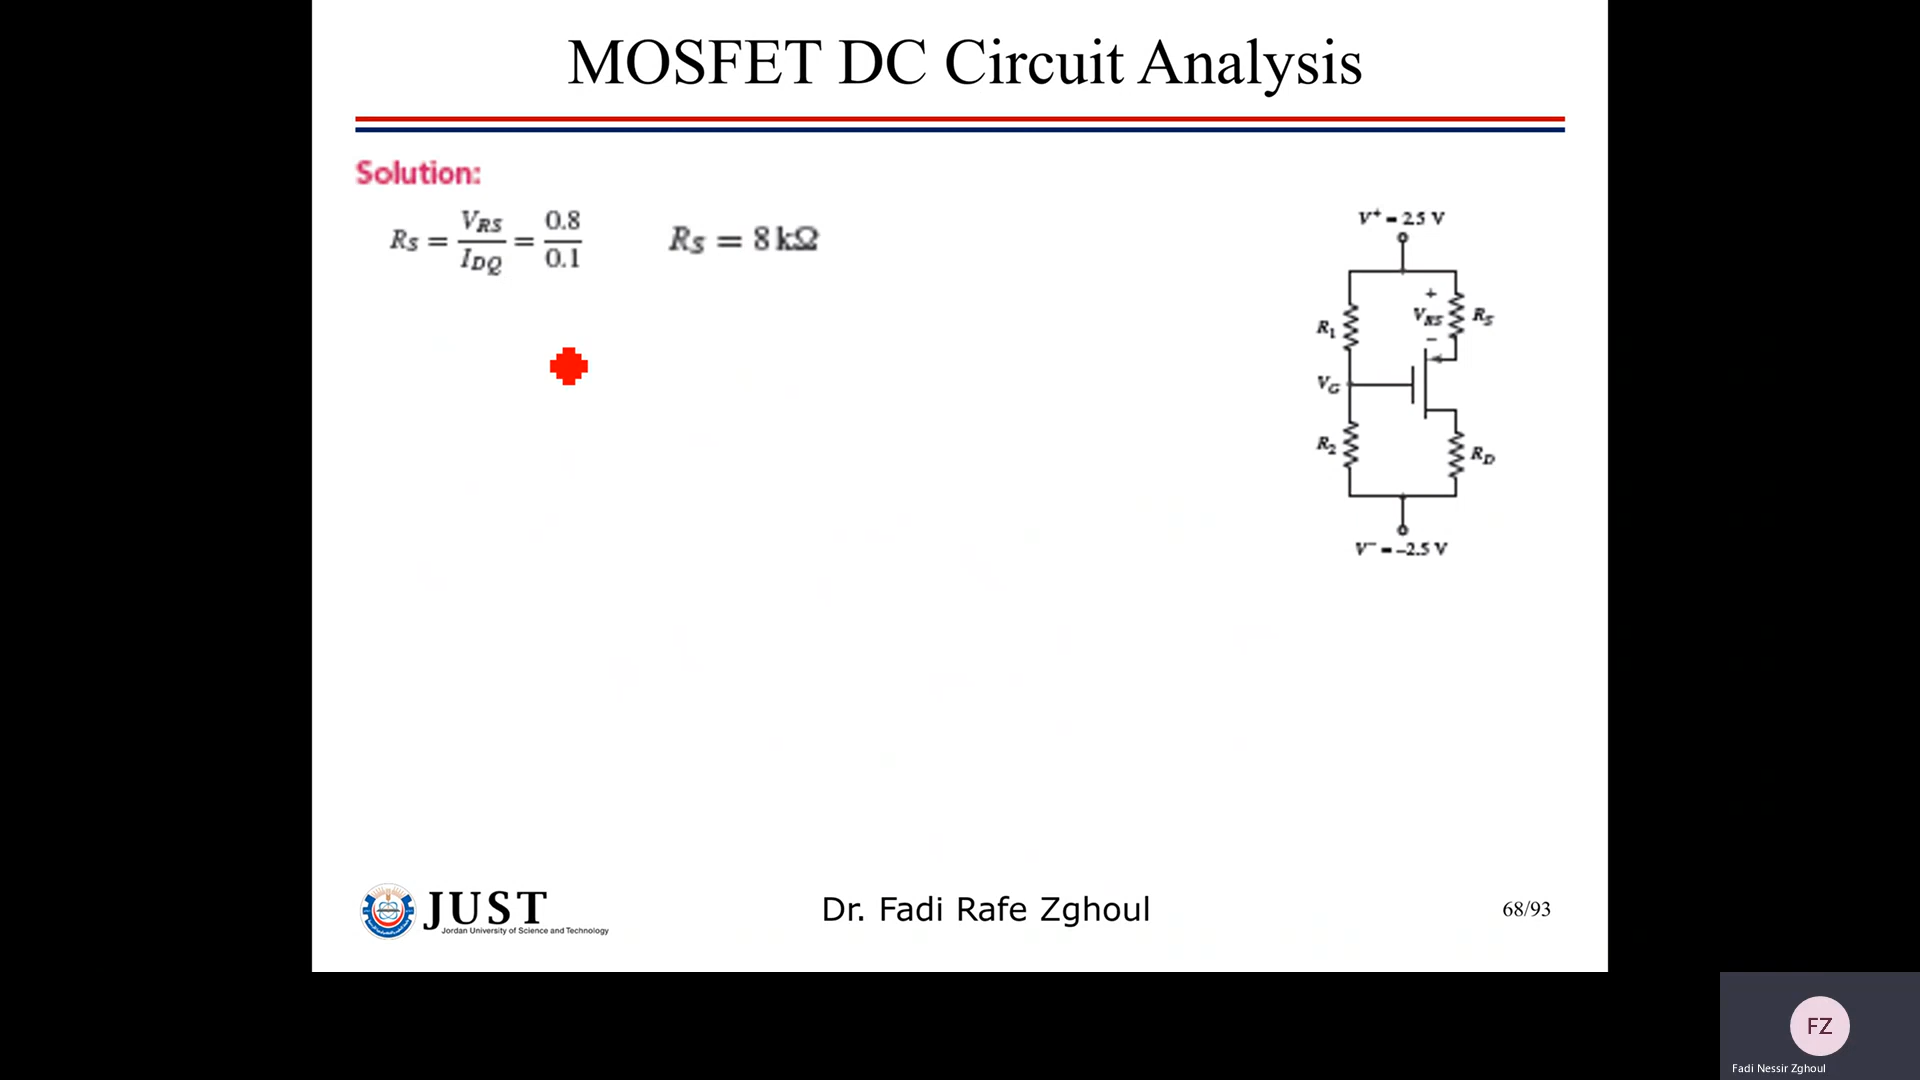 MOSFET DC Circuit Analysis
Solution:
R_S = V_RS / I_DQ = 0.8 / 0.1    R_S = 8 kΩ
V⁺ = 2.5 V
+
V_RS
−
R_S
R_1
V_G
R_2
R_D
V⁻ = −2.5 V
JUST
Jordan University of Science and Technology
Dr. Fadi Rafe Zghoul
68/93
FZ
Fadi Nessir Zghoul